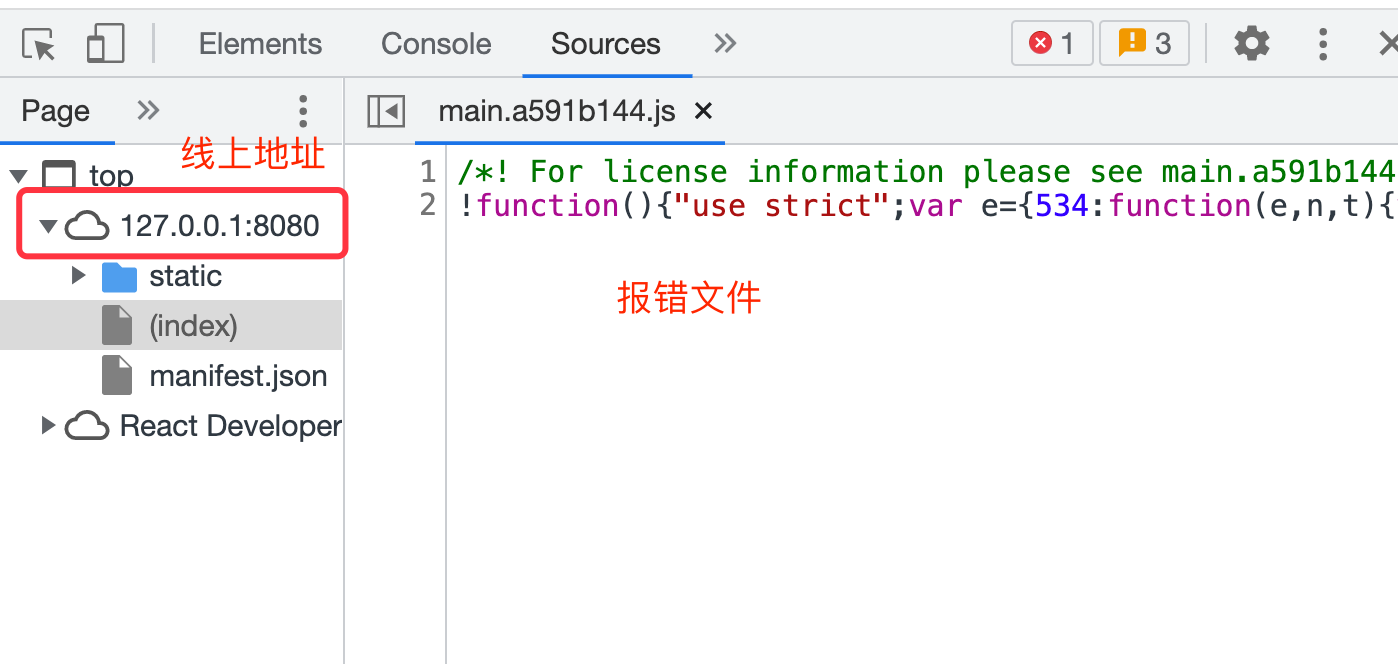 Elements Console Sources 1 3
Page main.a591b144.js
线上地址
top
127.0.0.1:8080
static
(index)
manifest.json
React Developer
1 /*! For license information please see main.a591b144
2 !function(){"use strict";var e={534:function(e,n,t){
报错文件